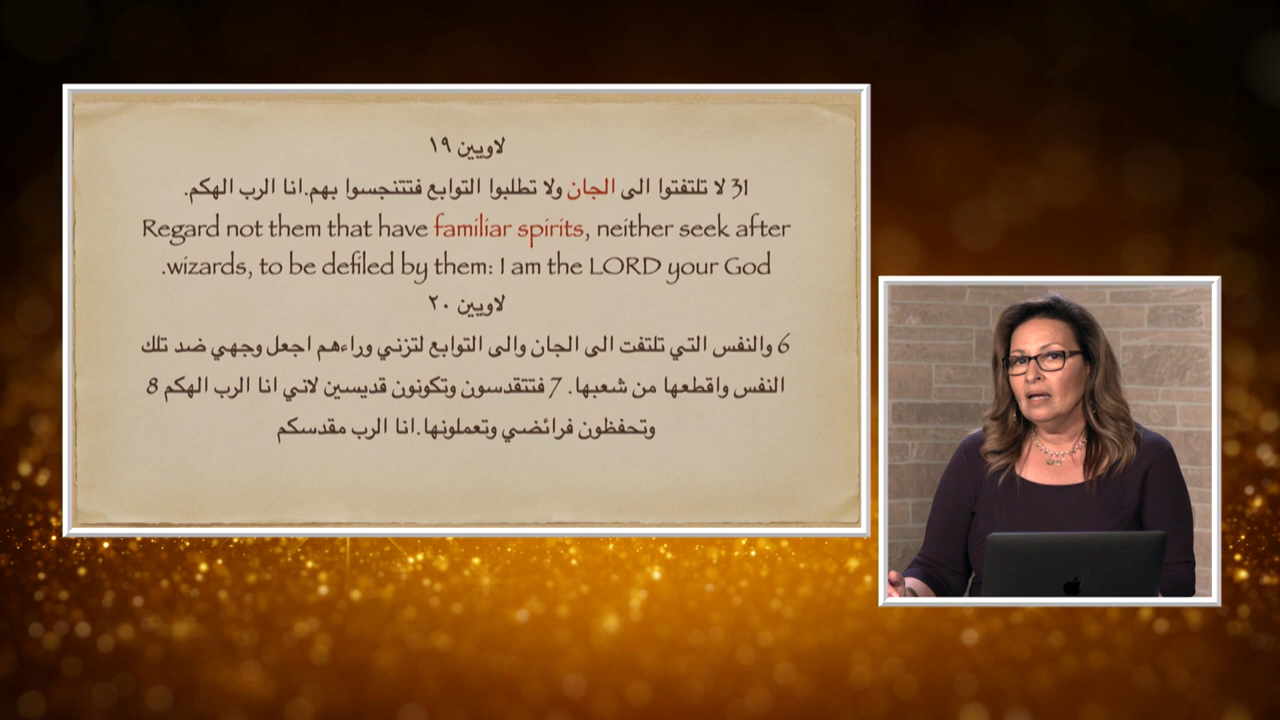 لاويين ١٩
31 لا تلتفتوا الى الجان ولا تطلبوا التوابع فتتنجسوا بهم.انا الرب الهكم.
Regard not them that have familiar spirits, neither seek after
.wizards, to be defiled by them: I am the LORD your God
لاويين ٢٠
6 والنفس التي تلتفت الى الجان والى التوابع لتزني وراءهم اجعل وجهي ضد تلك
النفس واقطعها من شعبها. 7 فتتقدسون وتكونون قديسين لاني انا الرب الهكم 8
وتحفظون فرائضي وتعملونها.انا الرب مقدسكم